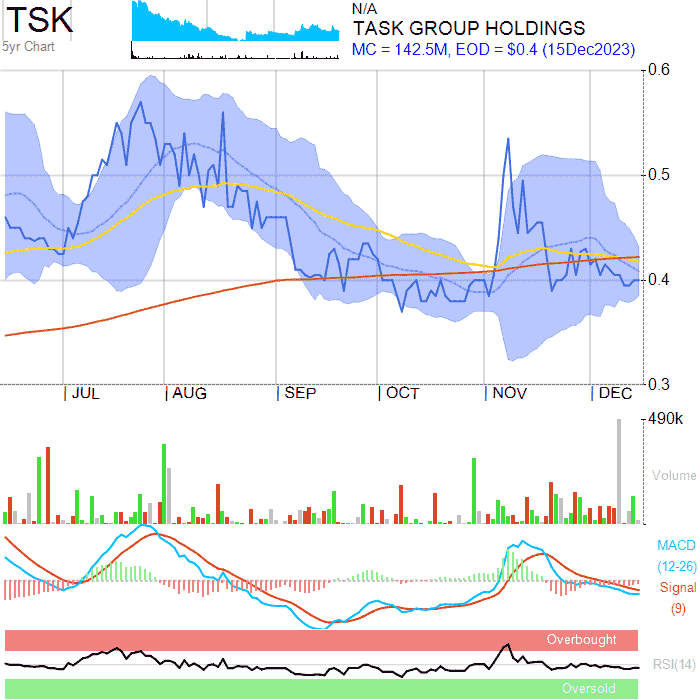 TSK
5yr Chart
N/A
TASK GROUP HOLDINGS
MC = 142.5M, EOD = $0.4 (15Dec2023)
0.6
0.5
0.4
0.3
JUL AUG SEP OCT NOV DEC
490k
Volume
MACD
(12-26)
Signal
(9)
Overbought
RSI(14)
Oversold